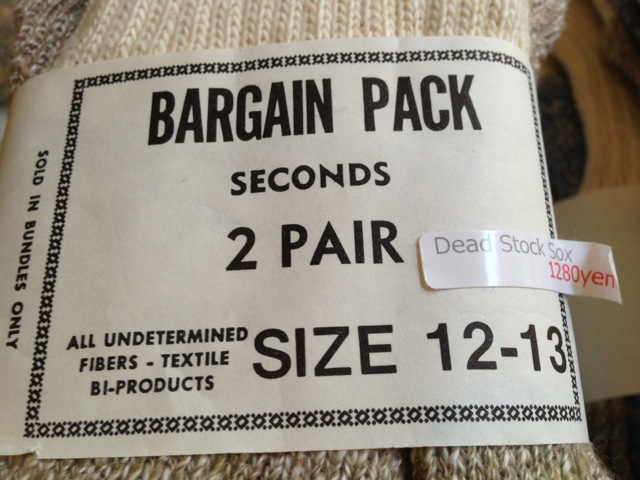 BARGAIN PACK
SECONDS
2 PAIR
Dead Stock Sox
1280yen
SOLD IN BUNDLES ONLY
ALL UNDETERMINED
FIBERS - TEXTILE
BI-PRODUCTS
SIZE 12-13